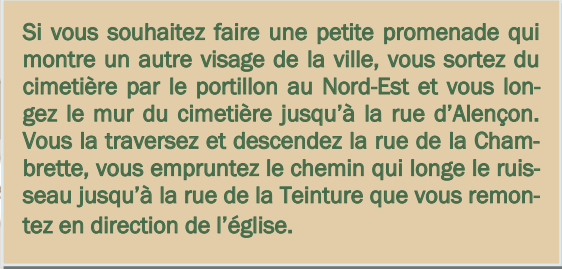 Si vous souhaitez faire une petite promenade qui
montre un autre visage de la ville, vous sortez du
cimetière par le portillon au Nord-Est et vous lon-
gez le mur du cimetière jusqu’à la rue d’Alençon.
Vous la traversez et descendez la rue de la Cham-
brette, vous empruntez le chemin qui longe le ruis-
seau jusqu’à la rue de la Teinture que vous remon-
tez en direction de l’église.